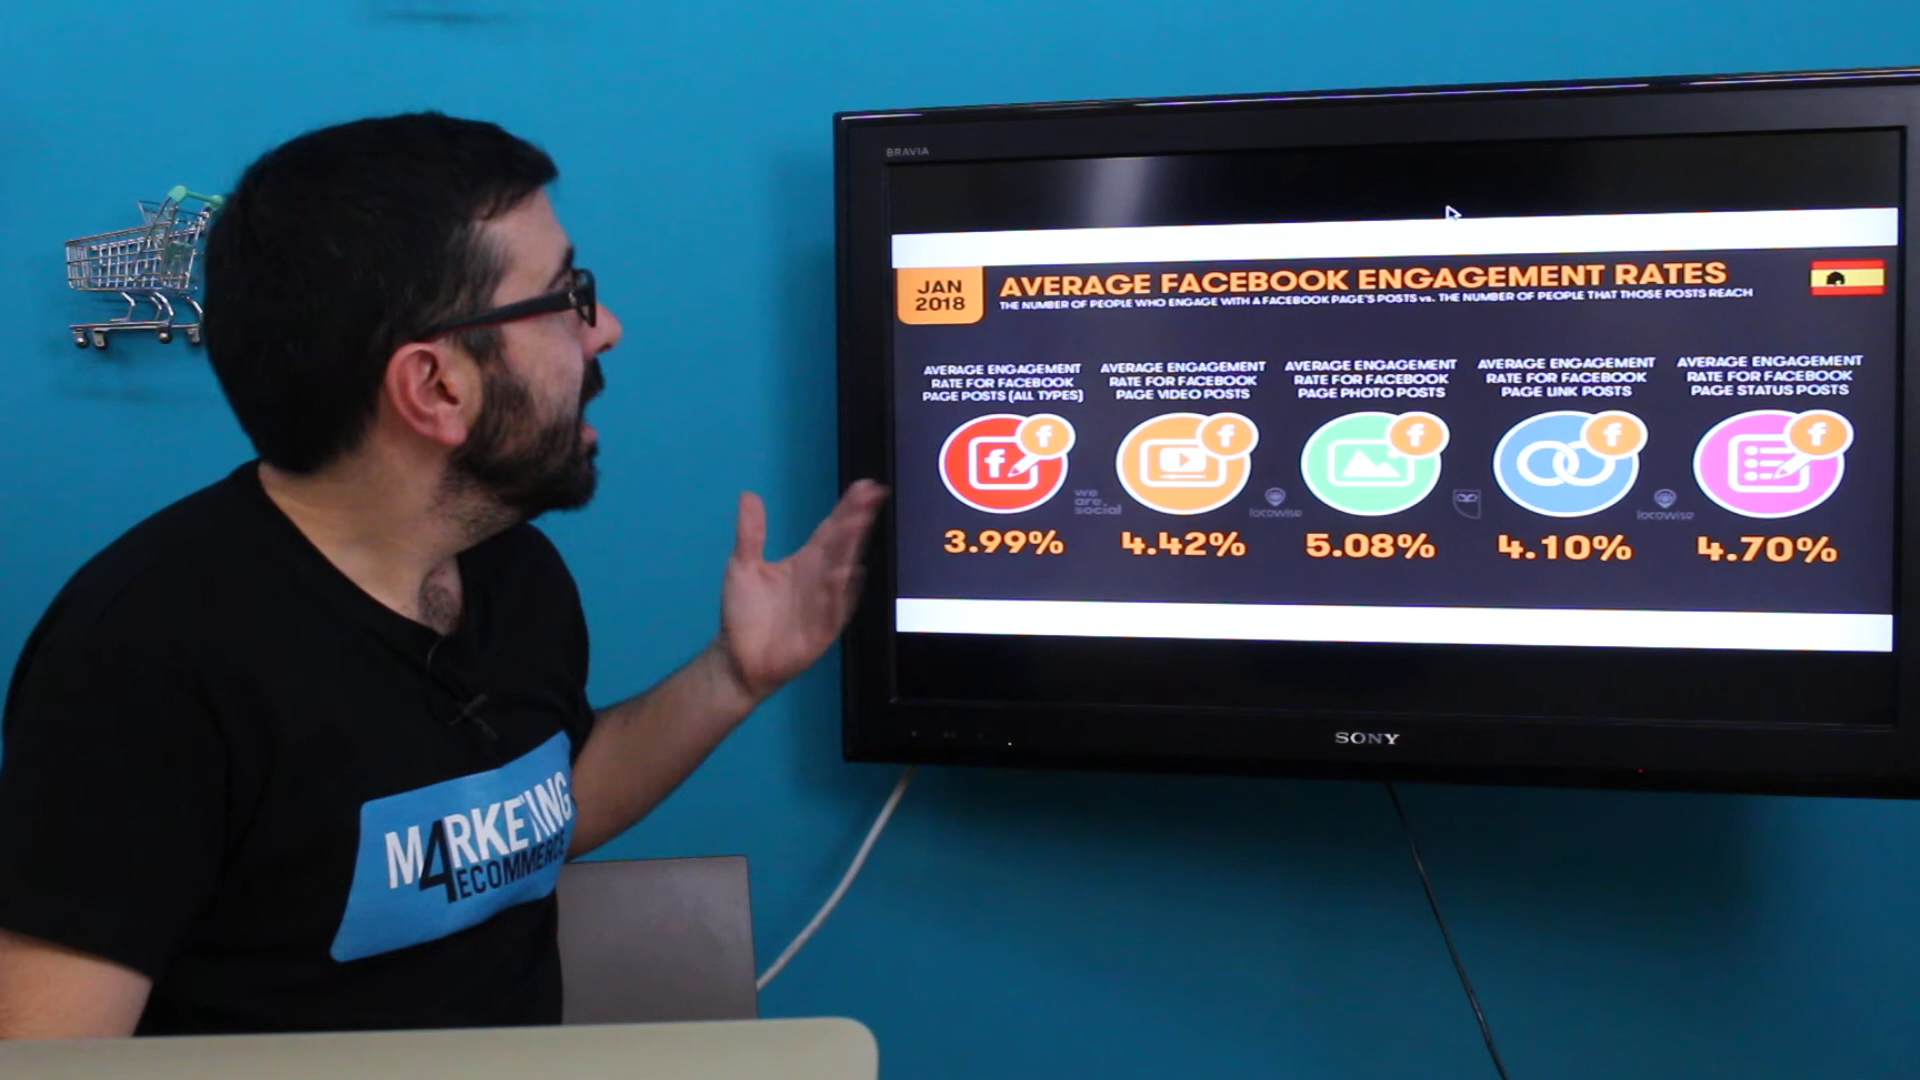 BRAVIA
JAN
2018
AVERAGE FACEBOOK ENGAGEMENT RATES
THE NUMBER OF PEOPLE WHO ENGAGE WITH A FACEBOOK PAGE'S POSTS vs. THE NUMBER OF PEOPLE THAT THOSE POSTS REACH
AVERAGE ENGAGEMENT
RATE FOR FACEBOOK
PAGE POSTS (ALL TYPES)
3.99%
AVERAGE ENGAGEMENT
RATE FOR FACEBOOK
PAGE VIDEO POSTS
4.42%
AVERAGE ENGAGEMENT
RATE FOR FACEBOOK
PAGE PHOTO POSTS
5.08%
AVERAGE ENGAGEMENT
RATE FOR FACEBOOK
PAGE LINK POSTS
4.10%
AVERAGE ENGAGEMENT
RATE FOR FACEBOOK
PAGE STATUS POSTS
4.70%
we
are.
social
locowise
locowise
SONY
M4RKETING
ECOMMERCE